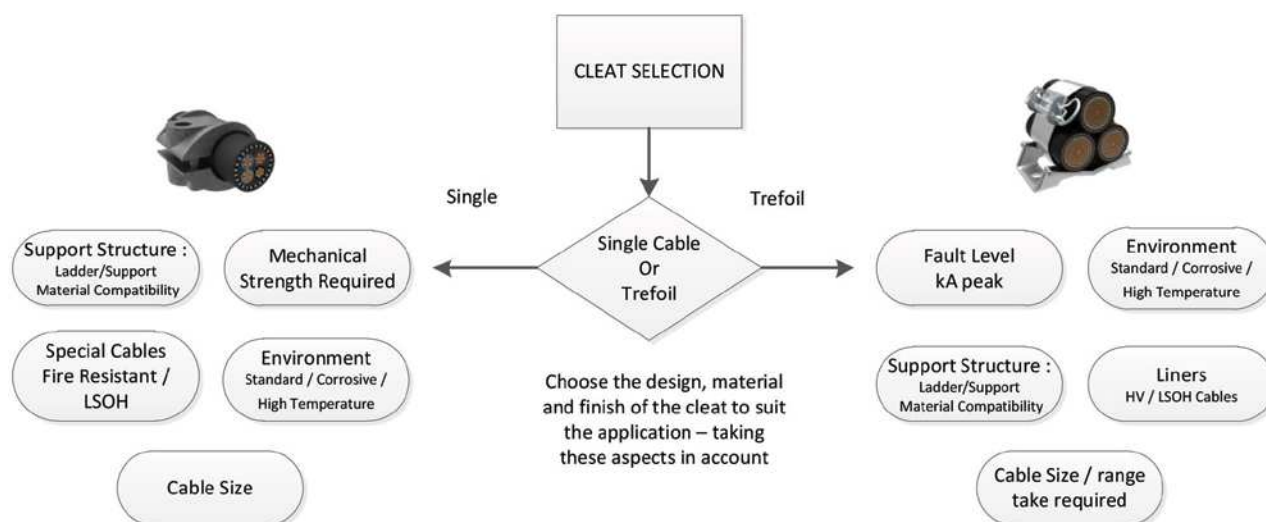 CLEAT SELECTION
Single
Trefoil
Single Cable
Or
Trefoil
Support Structure :
Ladder/Support
Material Compatibility
Mechanical
Strength Required
Special Cables
Fire Resistant /
LSOH
Environment
Standard / Corrosive /
High Temperature
Cable Size
Choose the design, material
and finish of the cleat to suit
the application – taking
these aspects in account
Fault Level
kA peak
Environment
Standard / Corrosive /
High Temperature
Support Structure :
Ladder/Support
Material Compatibility
Liners
HV / LSOH Cables
Cable Size / range
take required